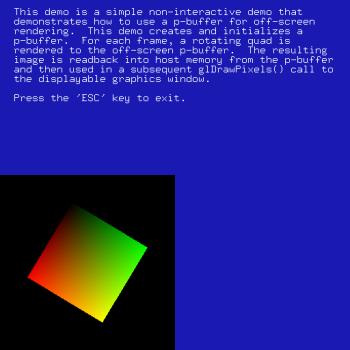 This demo is a simple non-interactive demo that
demonstrates how to use a p-buffer for off-screen
rendering.  This demo creates and initializes a
p-buffer.  For each frame, a rotating quad is
rendered to the off-screen p-buffer.  The resulting
image is readback into host memory from the p-buffer
and then used in a subsequent glDrawPixels() call to
the displayable graphics window.
Press the 'ESC' key to exit.